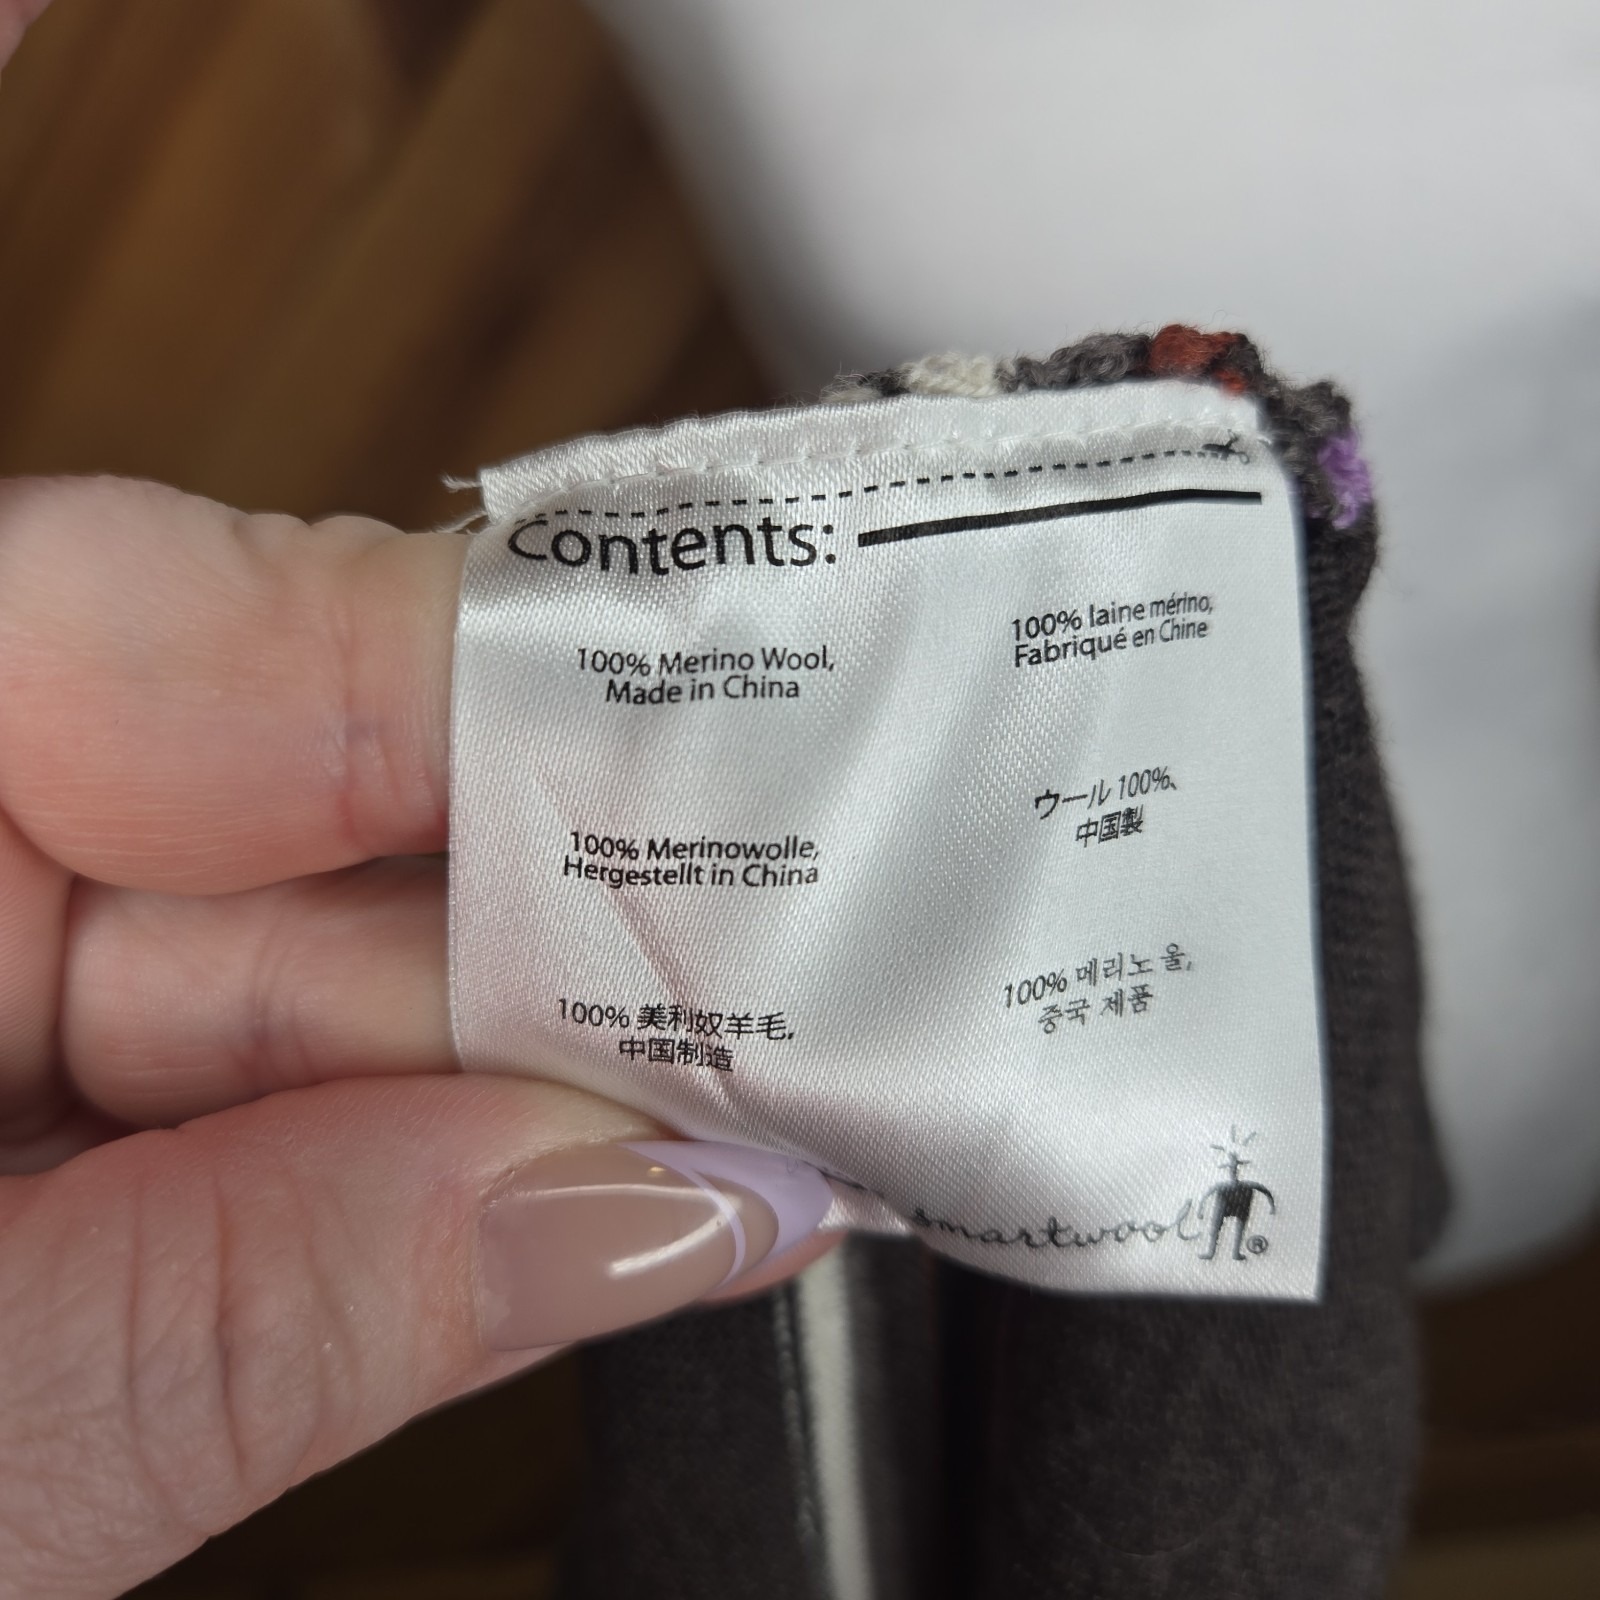 Contents:
100% Merino Wool,
Made in China
100% laine mérino,
Fabriqué en Chine
100% Merinowolle,
Hergestellt in China
ウール 100%、
中国製
100% 美利奴羊毛,
中国制造
100% 메리노 울,
중국 제품
smartwool®